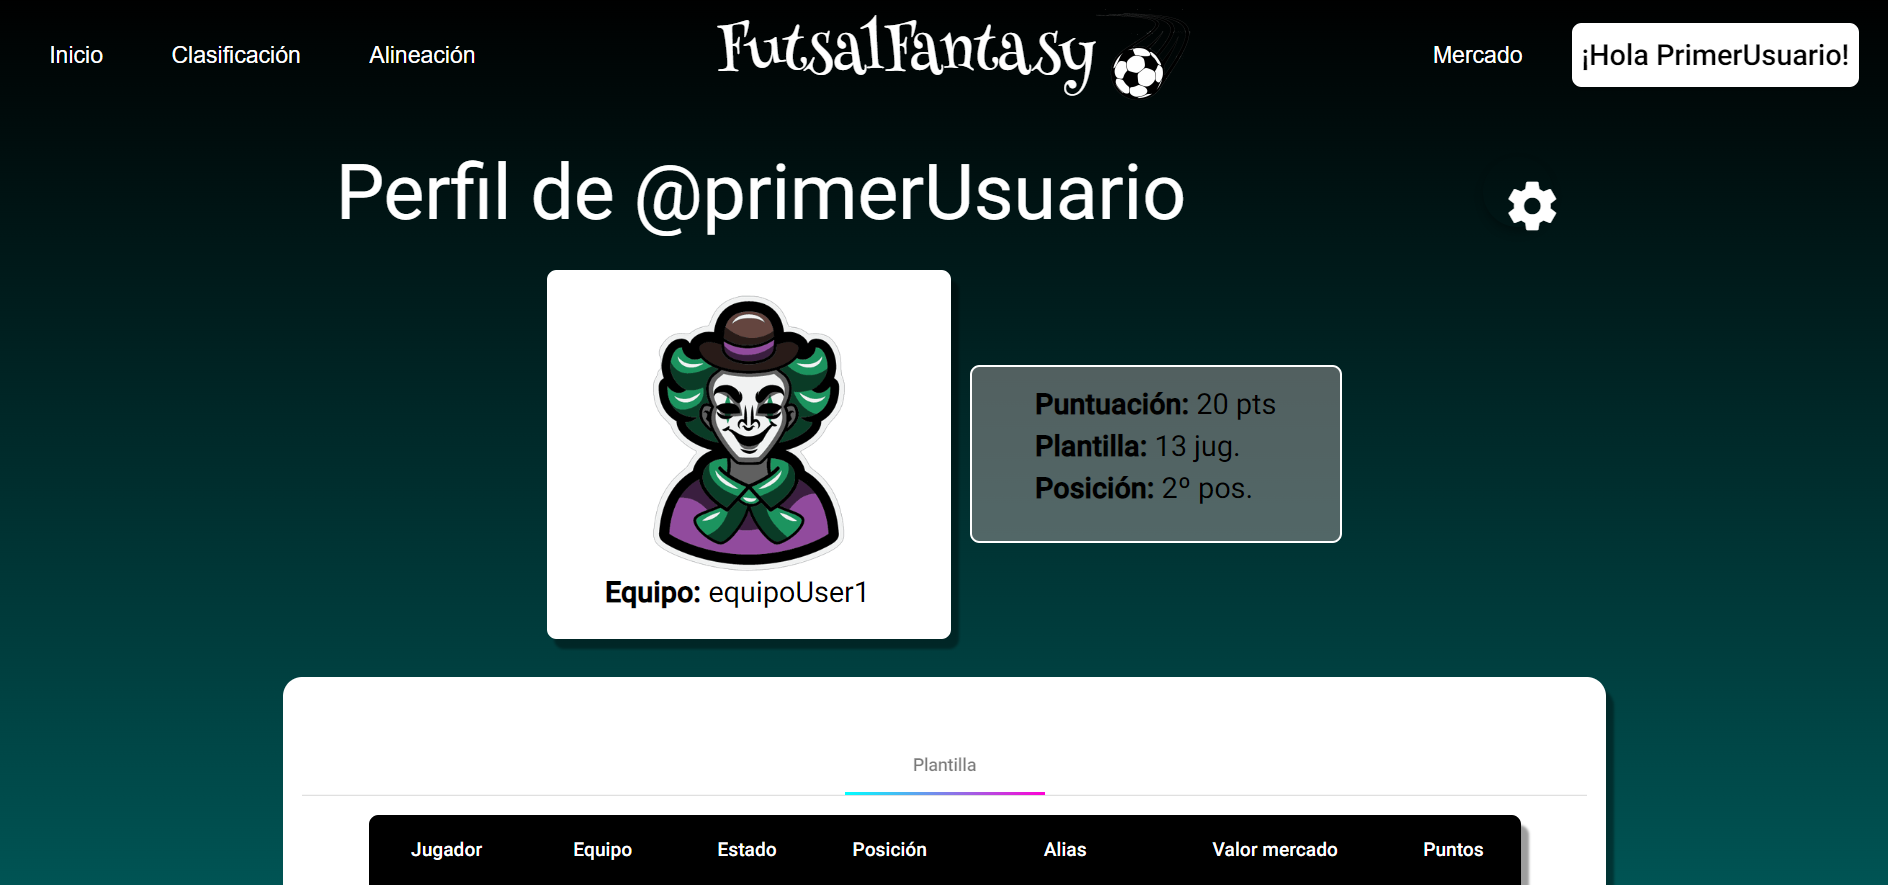 Inicio Clasificación Alineación FutsalFantasy Mercado ¡Hola PrimerUsuario!
Perfil de @primerUsuario
Equipo: equipoUser1
Puntuación: 20 pts
Plantilla: 13 jug.
Posición: 2º pos.
Plantilla
Jugador Equipo Estado Posición Alias Valor mercado Puntos